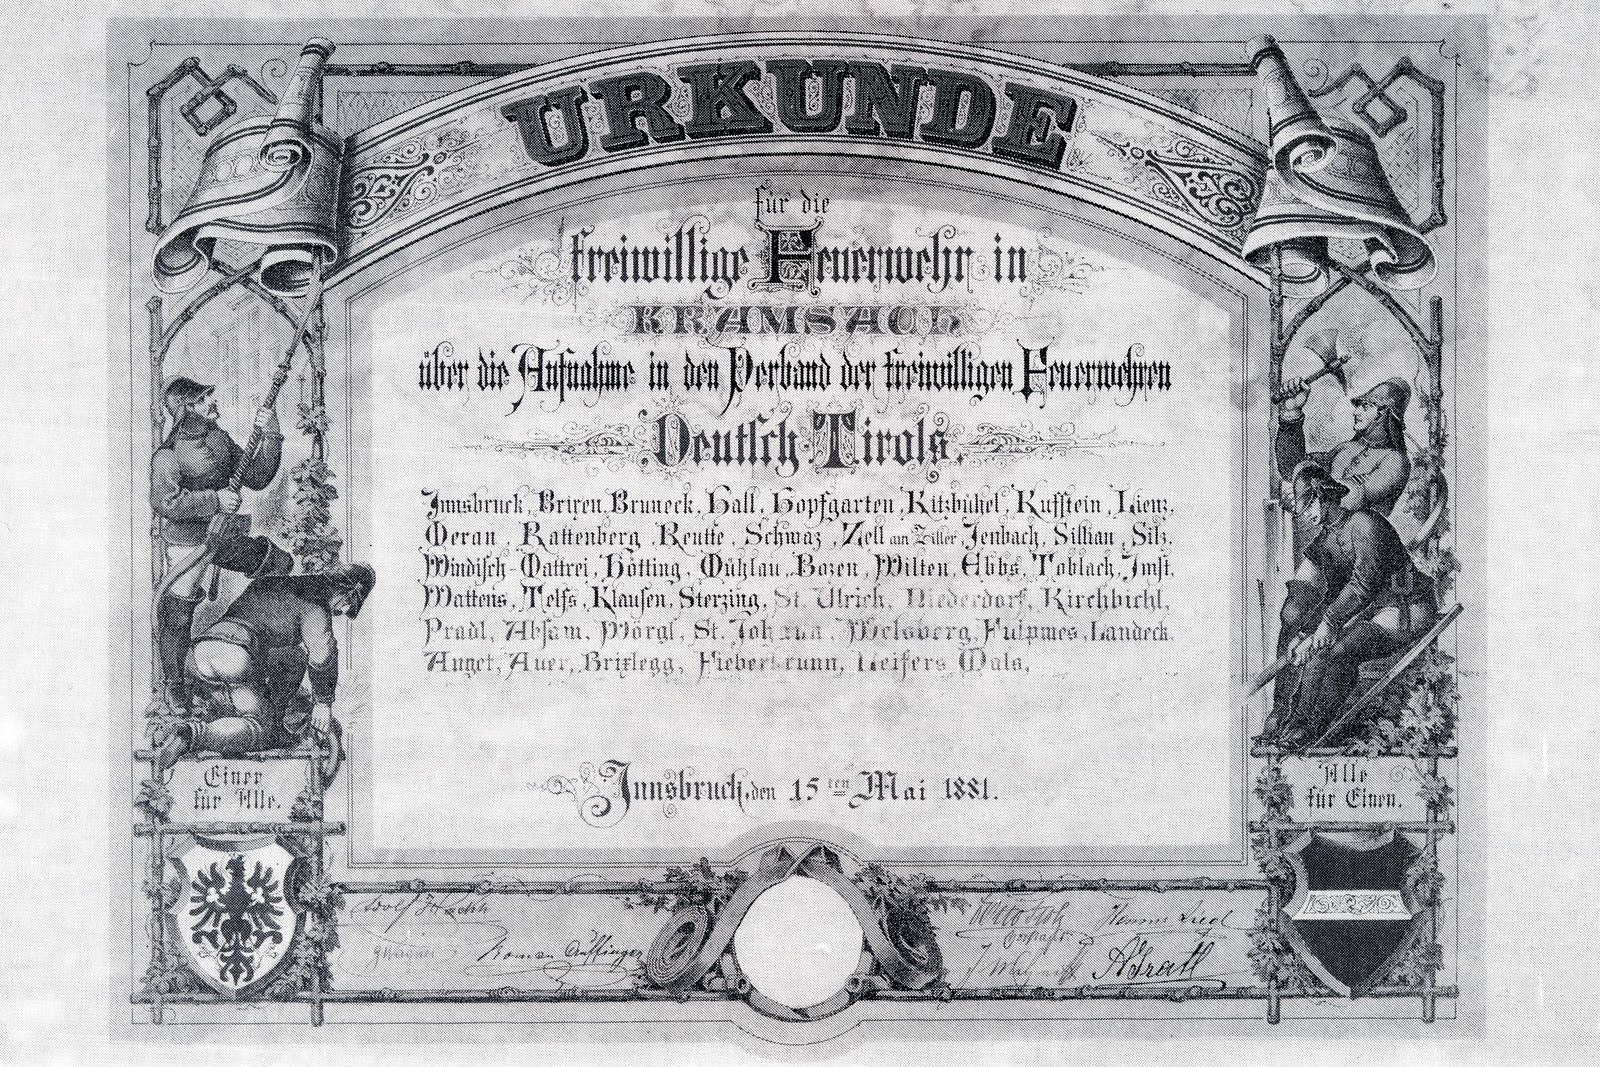 URKUNDE
für die
freiwillige Feuerwehr in
KRAMSACH
über die Aufnahme in den Verband der freiwilligen Feuerwehren
Deutsch Tirols.
Innsbruck, Brixen, Bruneck, Hall, Hopfgarten, Kitzbühel, Kufstein, Lienz,
Meran, Rattenberg, Reutte, Schwaz, Zell am Ziller, Jenbach, Sillian, Silz,
Windisch-Mattrei, Hötting, Mühlau, Bozen, Wilten, Ebbs, Toblach, Imst,
Wattens, Telfs, Klausen, Sterzing, St. Ulrich, Niederdorf, Kirchbichl,
Pradl, Absam, Wörgl, St. Johann, Welsberg, Fulpmes, Landeck,
Auer, Brixlegg, Fieberbrunn, Leifers Mals,
Innsbruck, den 15ten Mai 1881.
Einer
für Alle.
Alle
für Einen.
Roman